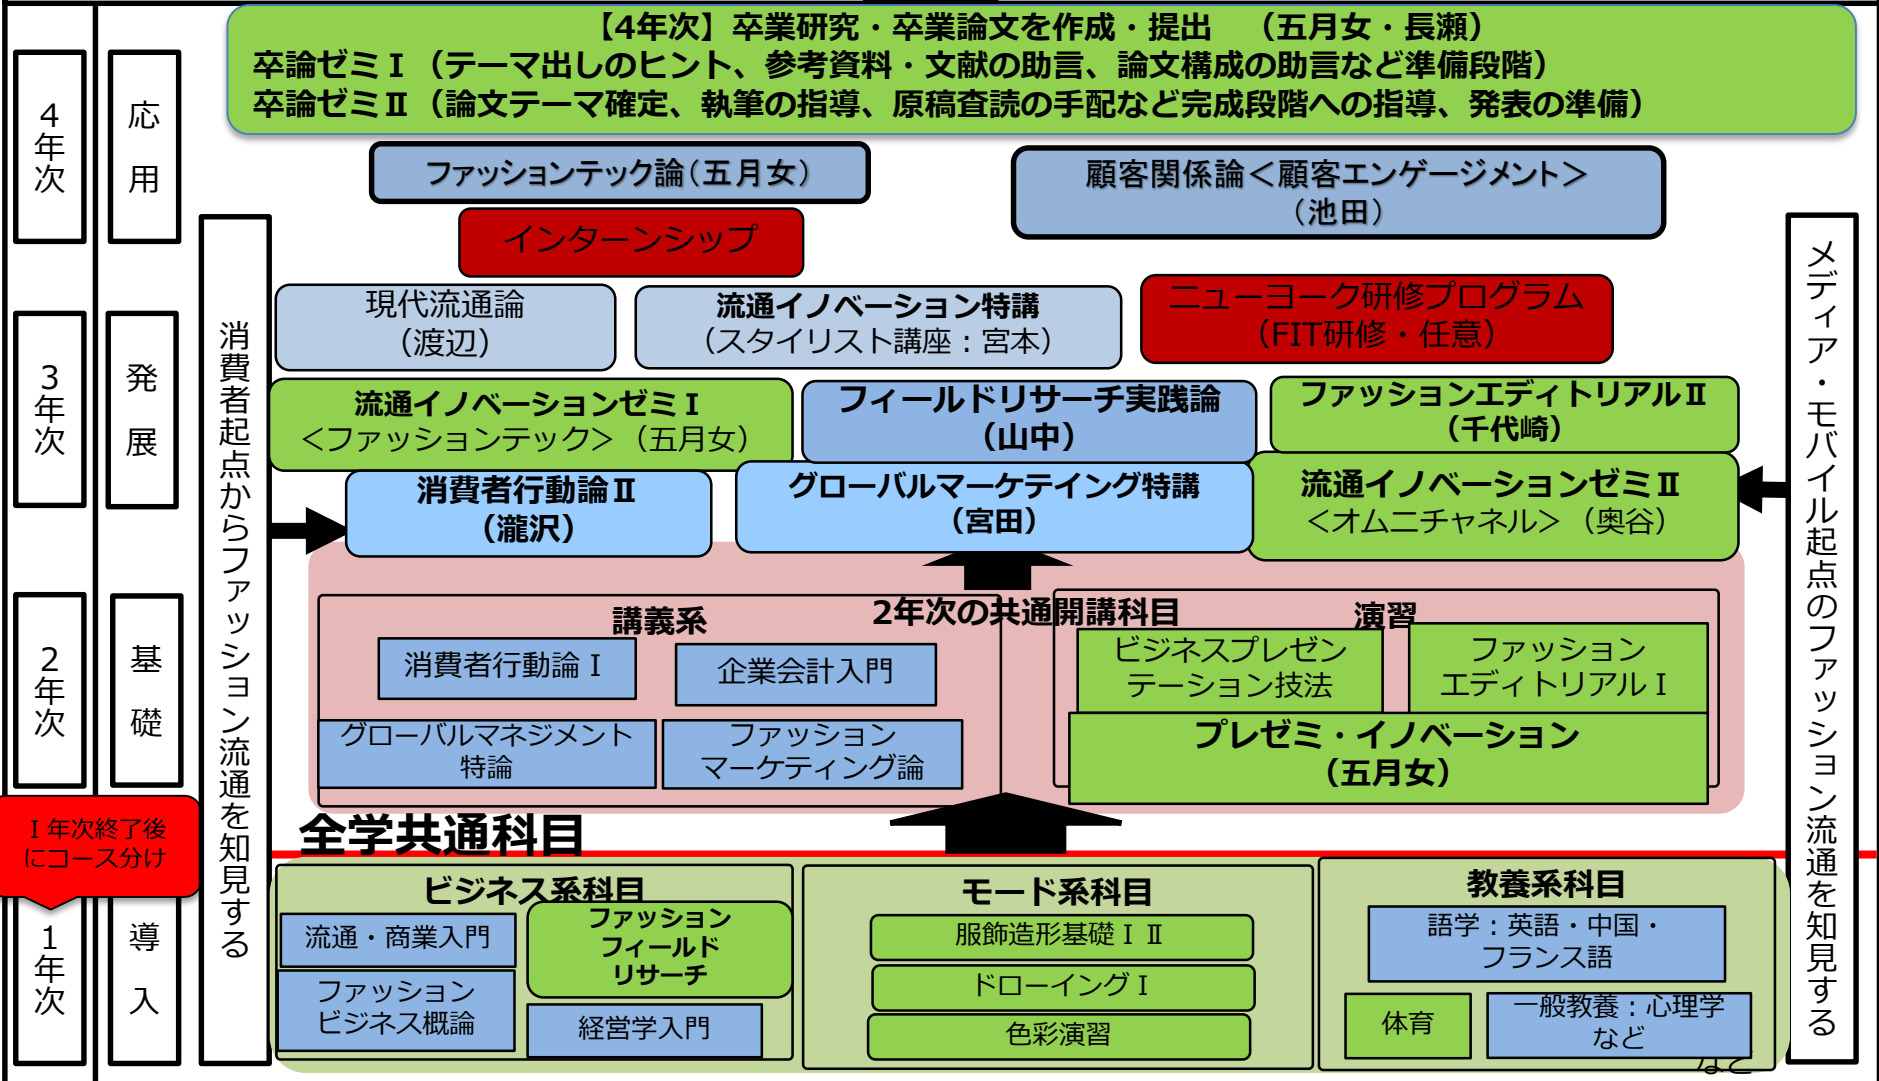 【4年次】卒業研究・卒業論文を作成・提出　（五月女・長瀬）
卒論ゼミⅠ（テーマ出しのヒント、参考資料・文献の助言、論文構成の助言など準備段階）
卒論ゼミⅡ（論文テーマ確定、執筆の指導、原稿査読の手配など完成段階への指導、発表の準備）
4年次
応用
ファッションテック論（五月女）
顧客関係論＜顧客エンゲージメント＞
（池田）
インターンシップ
消費者起点からファッション流通を知見する
メディア・モバイル起点のファッション流通を知見する
3年次
発展
現代流通論
（渡辺）
流通イノベーション特講
（スタイリスト講座：宮本）
ニューヨーク研修プログラム
（FIT研修・任意）
流通イノベーションゼミⅠ
＜ファッションテック＞（五月女）
フィールドリサーチ実践論
（山中）
ファッションエディトリアルⅡ
（千代崎）
消費者行動論Ⅱ
（瀧沢）
グローバルマーケテイング特講
（宮田）
流通イノベーションゼミⅡ
＜オムニチャネル＞（奥谷）
2年次
基礎
2年次の共通開講科目
講義系
消費者行動論Ⅰ
企業会計入門
グローバルマネジメント
特論
ファッション
マーケティング論
演習
ビジネスプレゼン
テーション技法
ファッション
エディトリアルⅠ
プレゼミ・イノベーション
（五月女）
Ⅰ年次終了後
にコース分け
全学共通科目
1年次
導入
ビジネス系科目
流通・商業入門
ファッション
フィールド
リサーチ
ファッション
ビジネス概論
経営学入門
モード系科目
服飾造形基礎ⅠⅡ
ドローイングⅠ
色彩演習
教養系科目
語学：英語・中国・
フランス語
体育
一般教養：心理学
など
など